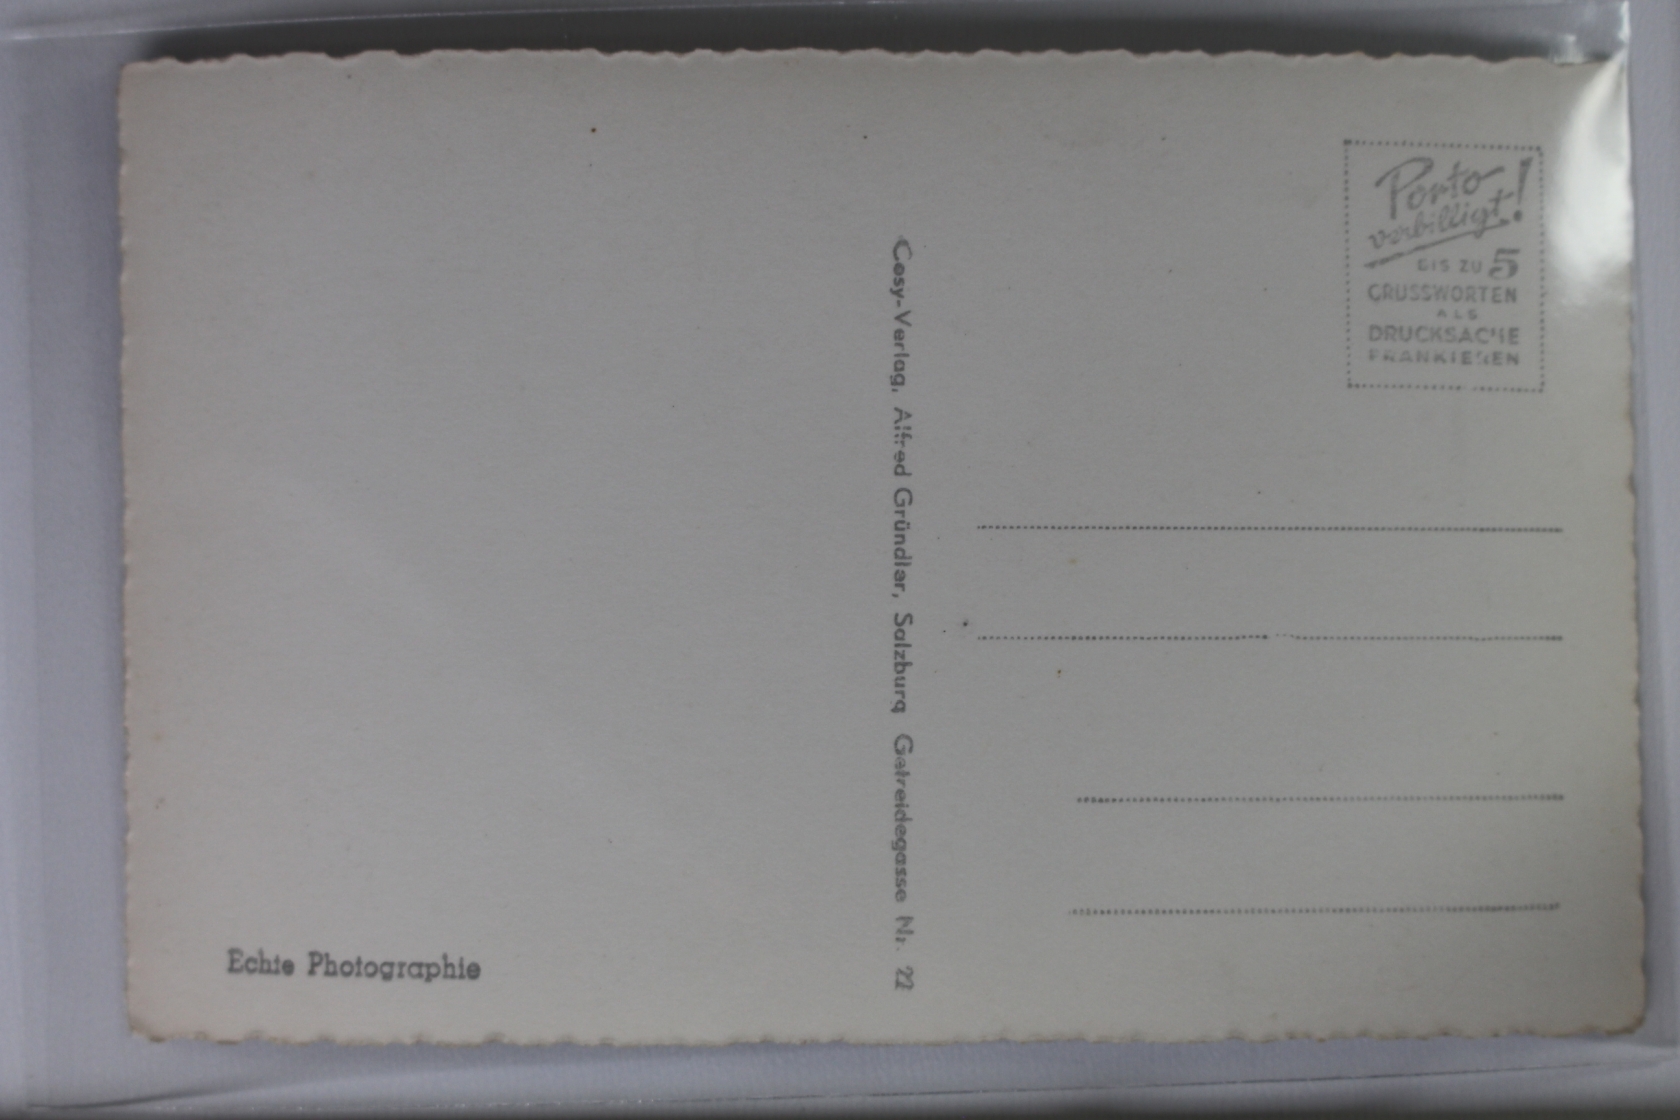 Porto
verbilligt!
BIS ZU 5
GRUSSWORTEN
ALS
DRUCKSACHE
FRANKIEREN
Cosy-Verlag, Alfred Gründler, Salzburg Getreidegasse Nr. 22
Echte Photographie